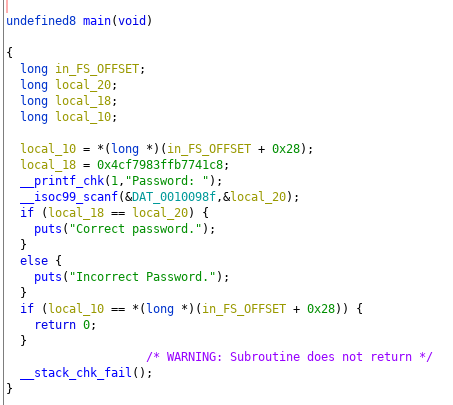 undefined8 main(void)
{
long in_FS_OFFSET;
long local_20;
long local_18;
long local_10;
local_10 = *(long *)(in_FS_OFFSET + 0x28);
local_18 = 0x4cf7983ffb7741c8;
__printf_chk(1,"Password: ");
__isoc99_scanf(&DAT_0010098f,&local_20);
if (local_18 == local_20) {
puts("Correct password.");
}
else {
puts("Incorrect Password.");
}
if (local_10 == *(long *)(in_FS_OFFSET + 0x28)) {
return 0;
}
/* WARNING: Subroutine does not return */
__stack_chk_fail();
}